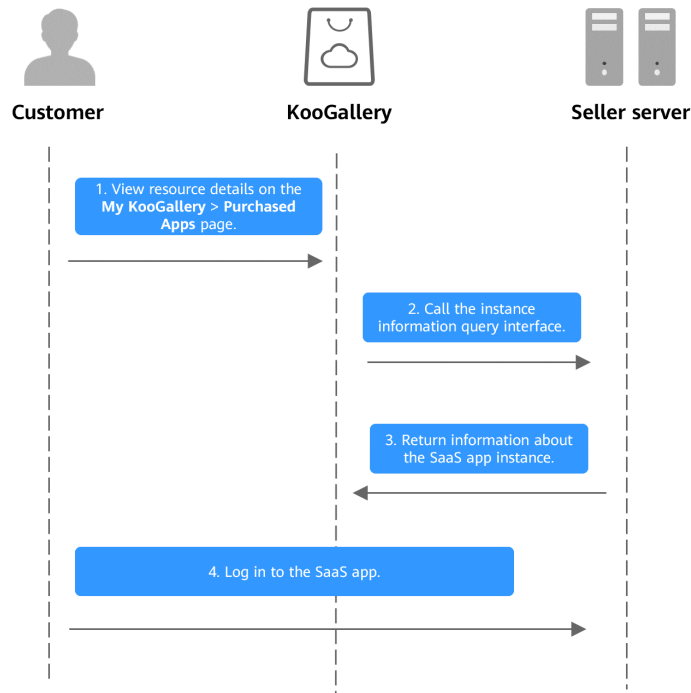 Customer
KooGallery
Seller server
1. View resource details on the
My KooGallery > Purchased
Apps page.
2. Call the instance
information query interface.
3. Return information about
the SaaS app instance.
4. Log in to the SaaS app.